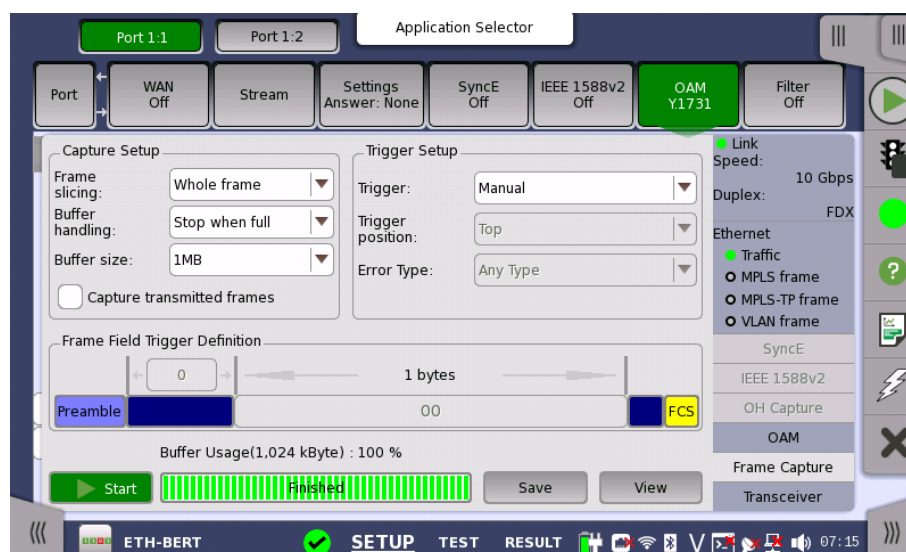 Application Selector
Port 1:1
Port 1:2
Port
WAN
Off
Stream
Settings
Answer: None
SyncE
Off
IEEE 1588v2
Off
OAM
Y.1731
Filter
Off
Capture Setup
Frame
slicing:
Whole frame
Buffer
handling:
Stop when full
Buffer size:
1MB
Capture transmitted frames
Trigger Setup
Trigger:
Manual
Trigger
position:
Top
Error Type:
Any Type
Frame Field Trigger Definition
0
1 bytes
Preamble
00
FCS
Buffer Usage(1,024 kByte) : 100 %
Start
Finished
Save
View
Link
Speed:
10 Gbps
Duplex:
FDX
Ethernet
Traffic
MPLS frame
MPLS-TP frame
VLAN frame
SyncE
IEEE 1588v2
OH Capture
OAM
Frame Capture
Transceiver
ETH-BERT
SETUP
TEST
RESULT
07:15